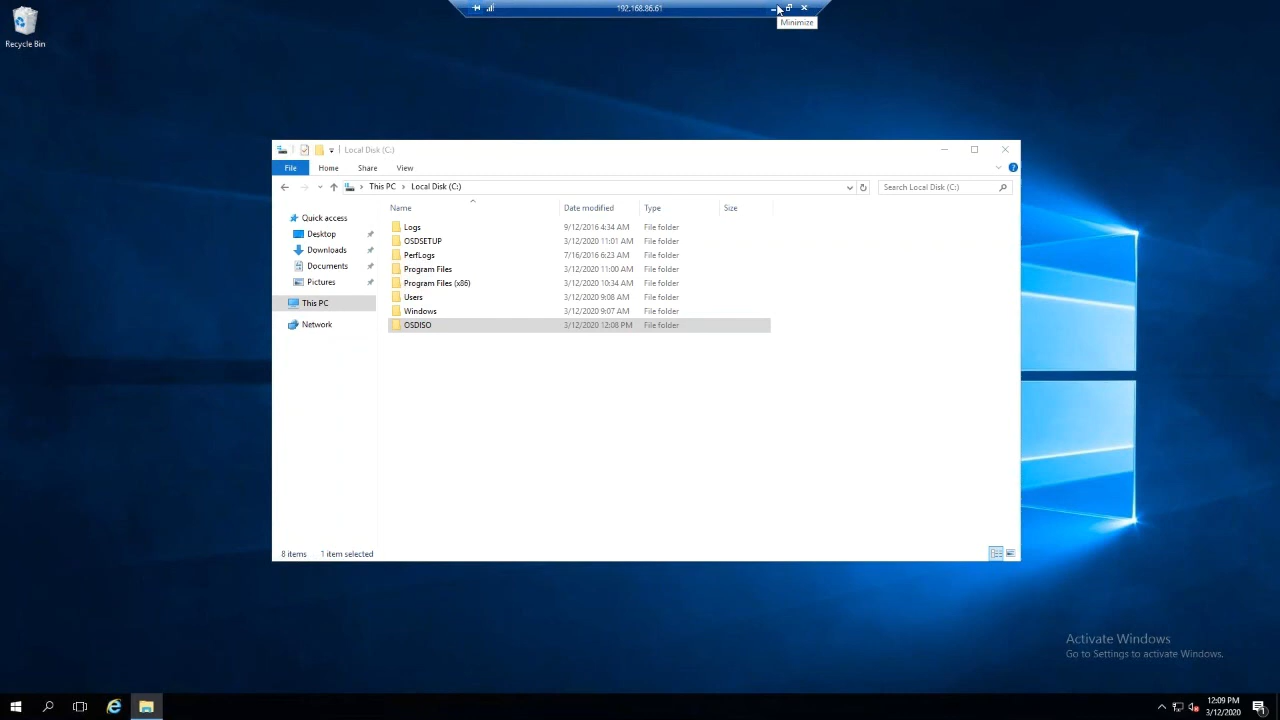 192.168.86.61
Minimize
Recycle Bin
Local Disk (C:)
File Home Share View
This PC Local Disk (C:) Search Local Disk (C:)
Name Date modified Type Size
Quick access
Desktop
Downloads
Documents
Pictures
This PC
Network
Logs 9/12/2016 4:34 AM File folder
OSDSETUP 3/12/2020 11:01 AM File folder
PerfLogs 7/16/2016 6:23 AM File folder
Program Files 3/12/2020 11:00 AM File folder
Program Files (x86) 3/12/2020 10:34 AM File folder
Users 3/12/2020 9:08 AM File folder
Windows 3/12/2020 9:07 AM File folder
OSDISO 3/12/2020 12:08 PM File folder
8 items 1 item selected
Activate Windows
Go to Settings to activate Windows.
12:09 PM
3/12/2020